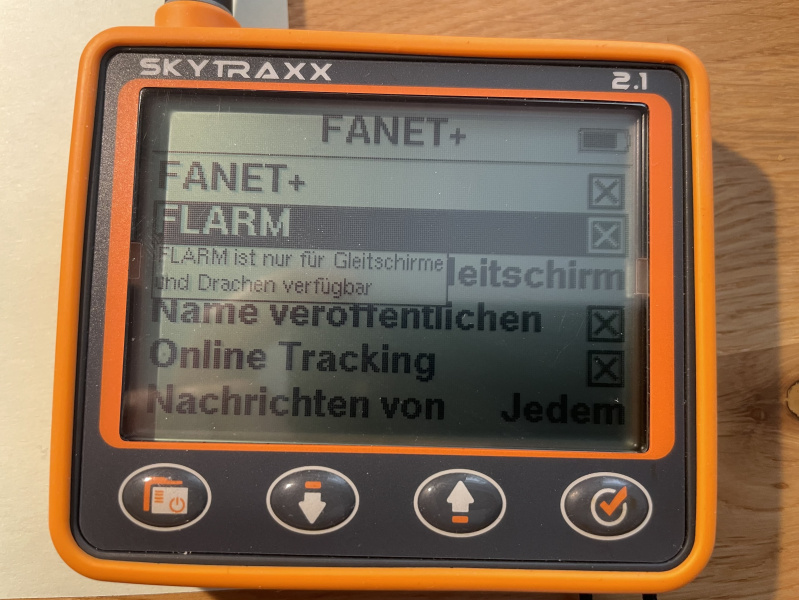 SKYTRAXX 2.1
FANET+
FANET+
FLARM
FLARM ist nur für Gleitschirme
und Drachen verfügbar
leitschirm
Name veröffentlichen
Online Tracking
Nachrichten von Jedem